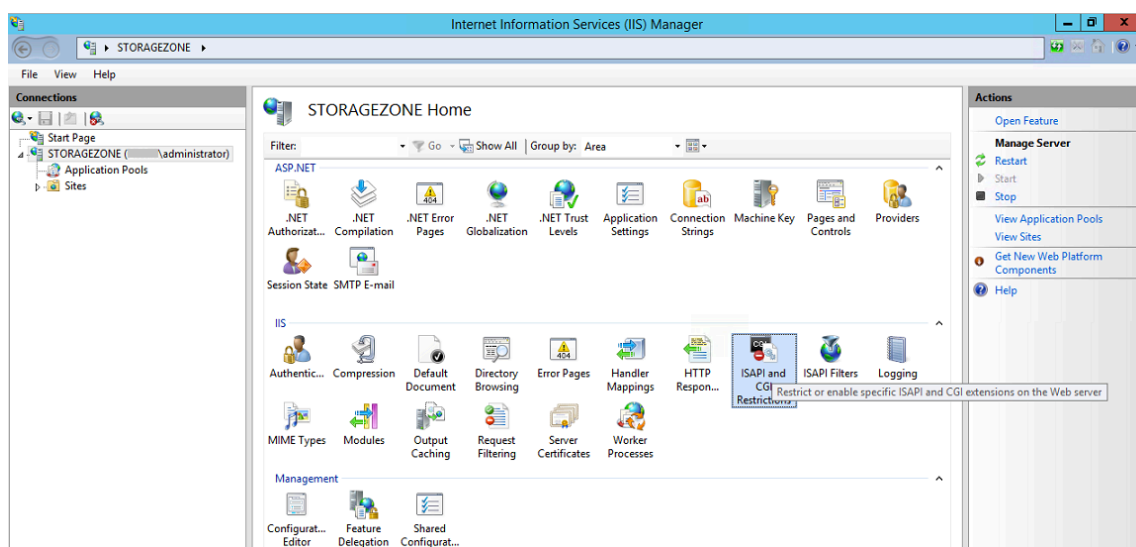 Internet Information Services (IIS) Manager
STORAGEZONE
File View Help
Connections
Start Page
STORAGEZONE ( \administrator)
Application Pools
Sites
STORAGEZONE Home
Filter: Go Show All Group by: Area
ASP.NET
.NET Authorizat...
.NET Compilation
.NET Error Pages
.NET Globalization
.NET Trust Levels
Application Settings
Connection Strings
Machine Key
Pages and Controls
Providers
Session State
SMTP E-mail
IIS
Authentic...
Compression
Default Document
Directory Browsing
Error Pages
Handler Mappings
HTTP Respon...
ISAPI and CGI Restrictions
ISAPI Filters
Logging
Restrict or enable specific ISAPI and CGI extensions on the Web server
MIME Types
Modules
Output Caching
Request Filtering
Server Certificates
Worker Processes
Management
Configurat... Editor
Feature Delegation
Shared Configurat...
Actions
Open Feature
Manage Server
Restart
Start
Stop
View Application Pools
View Sites
Get New Web Platform
Components
Help